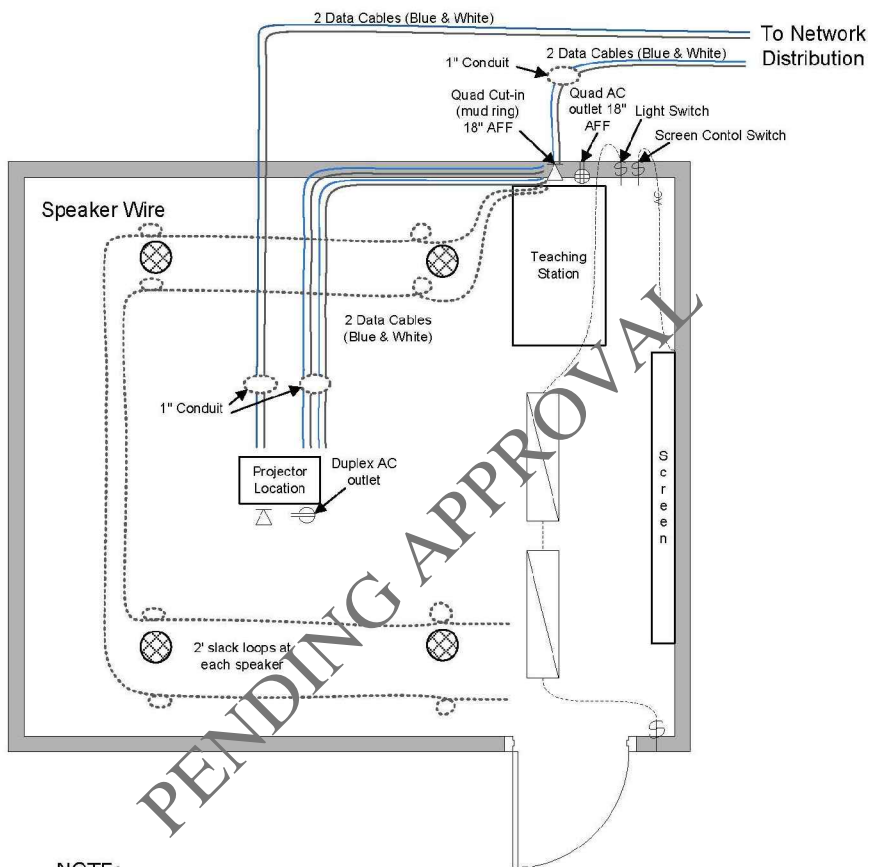 2 Data Cables (Blue & White)
To Network
Distribution
2 Data Cables (Blue & White)
1" Conduit
Quad Cut-in
(mud ring)
18" AFF
Quad AC
outlet 18"
AFF
Light Switch
Screen Contol Switch
AC
Speaker Wire
Teaching
Station
2 Data Cables
(Blue & White)
1" Conduit
Projector
Location
Duplex AC
outlet
Screen
2' slack loops at
each speaker
PENDING APPROVAL
NOTE: